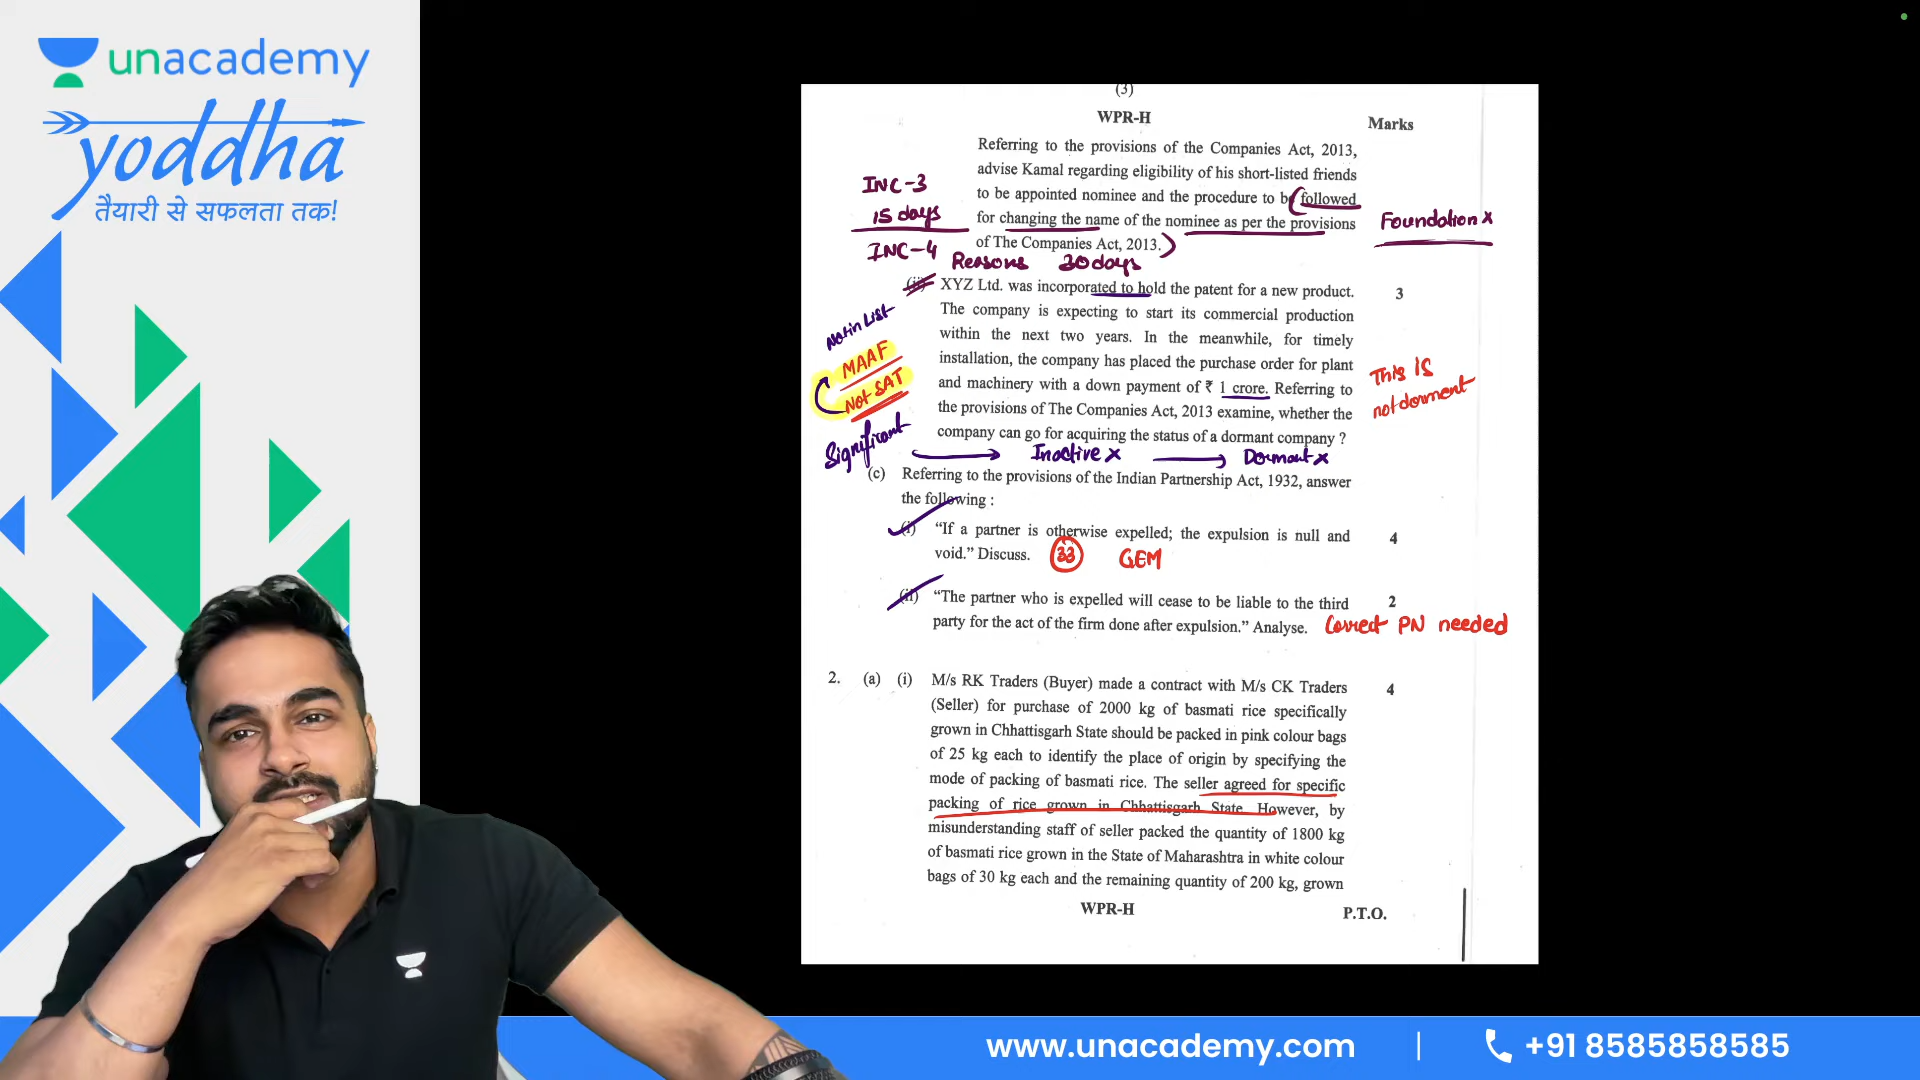 unacademy
yoddha
तैयारी से सफलता तक!
(3)
WPR-H
Marks
Referring to the provisions of the Companies Act, 2013,
advise Kamal regarding eligibility of his short-listed friends
to be appointed nominee and the procedure to be followed
for changing the name of the nominee as per the provisions
of The Companies Act, 2013.
INC-3
15 days
INC-4
Reasons 30 days
Foundation x
(ii) XYZ Ltd. was incorporated to hold the patent for a new product. 3
The company is expecting to start its commercial production
within the next two years. In the meanwhile, for timely
installation, the company has placed the purchase order for plant
and machinery with a down payment of ₹ 1 crore. Referring to
the provisions of The Companies Act, 2013 examine, whether the
company can go for acquiring the status of a dormant company ?
Not in List
MAAF
Not SAT
Significant
Inactive x
Dormant x
This IS
not dorment
(c) Referring to the provisions of the Indian Partnership Act, 1932, answer
the following :
(i) “If a partner is otherwise expelled; the expulsion is null and 4
void.” Discuss.
33 GEM
(ii) “The partner who is expelled will cease to be liable to the third 2
party for the act of the firm done after expulsion.” Analyse.
Correct PN needed
2. (a) (i) M/s RK Traders (Buyer) made a contract with M/s CK Traders 4
(Seller) for purchase of 2000 kg of basmati rice specifically
grown in Chhattisgarh State should be packed in pink colour bags
of 25 kg each to identify the place of origin by specifying the
mode of packing of basmati rice. The seller agreed for specific
packing of rice grown in Chhattisgarh State. However, by
misunderstanding staff of seller packed the quantity of 1800 kg
of basmati rice grown in the State of Maharashtra in white colour
bags of 30 kg each and the remaining quantity of 200 kg, grown
WPR-H
P.T.O.
www.unacademy.com | +91 8585858585